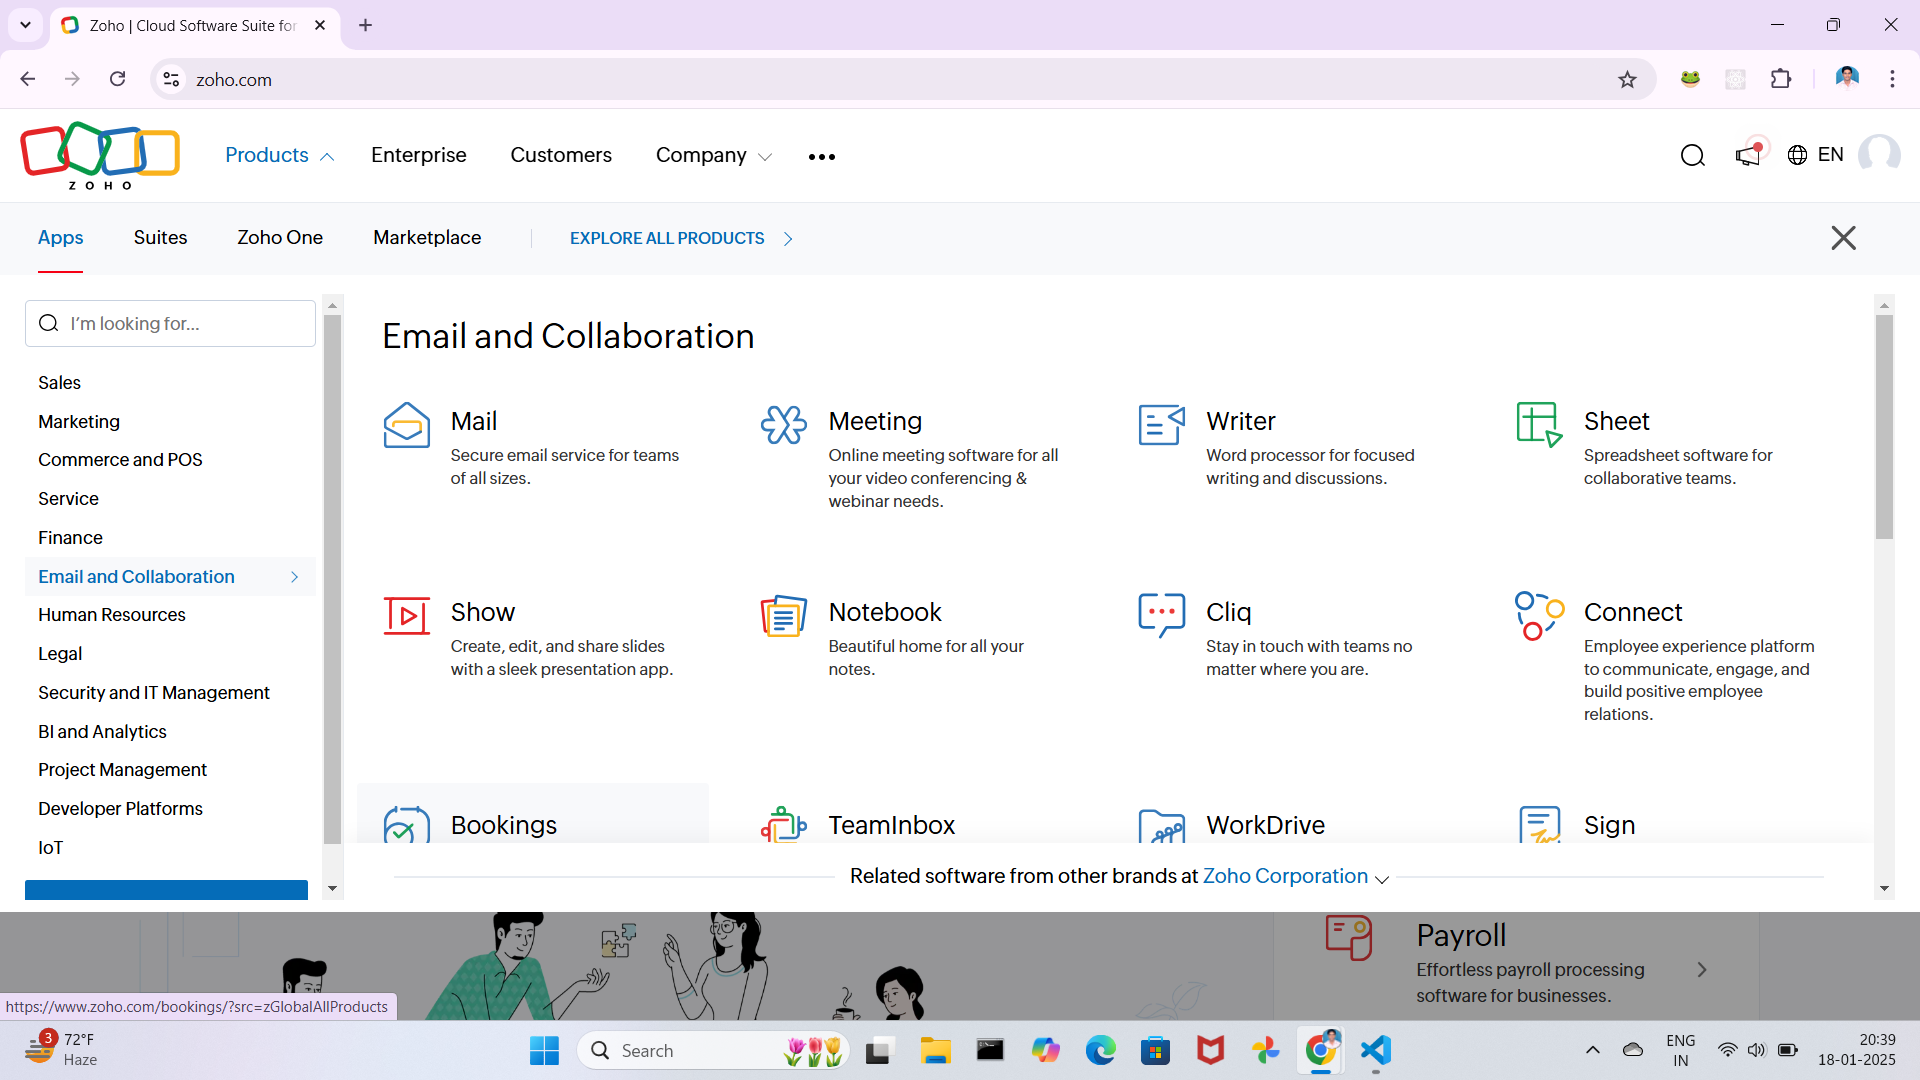 Zoho | Cloud Software Suite for
zoho.com
ZOHO
Products
Enterprise
Customers
Company
EN
Apps
Suites
Zoho One
Marketplace
EXPLORE ALL PRODUCTS
I'm looking for...
Sales
Marketing
Commerce and POS
Service
Finance
Email and Collaboration
Human Resources
Legal
Security and IT Management
BI and Analytics
Project Management
Developer Platforms
IoT
Email and Collaboration
Mail
Secure email service for teams
of all sizes.
Meeting
Online meeting software for all
your video conferencing &
webinar needs.
Writer
Word processor for focused
writing and discussions.
Sheet
Spreadsheet software for
collaborative teams.
Show
Create, edit, and share slides
with a sleek presentation app.
Notebook
Beautiful home for all your
notes.
Cliq
Stay in touch with teams no
matter where you are.
Connect
Employee experience platform
to communicate, engage, and
build positive employee
relations.
Bookings
TeamInbox
WorkDrive
Sign
Related software from other brands at Zoho Corporation
Payroll
Effortless payroll processing
software for businesses.
https://www.zoho.com/bookings/?src=zGlobalAllProducts
3
72°F
Haze
Search
ENG
IN
20:39
18-01-2025